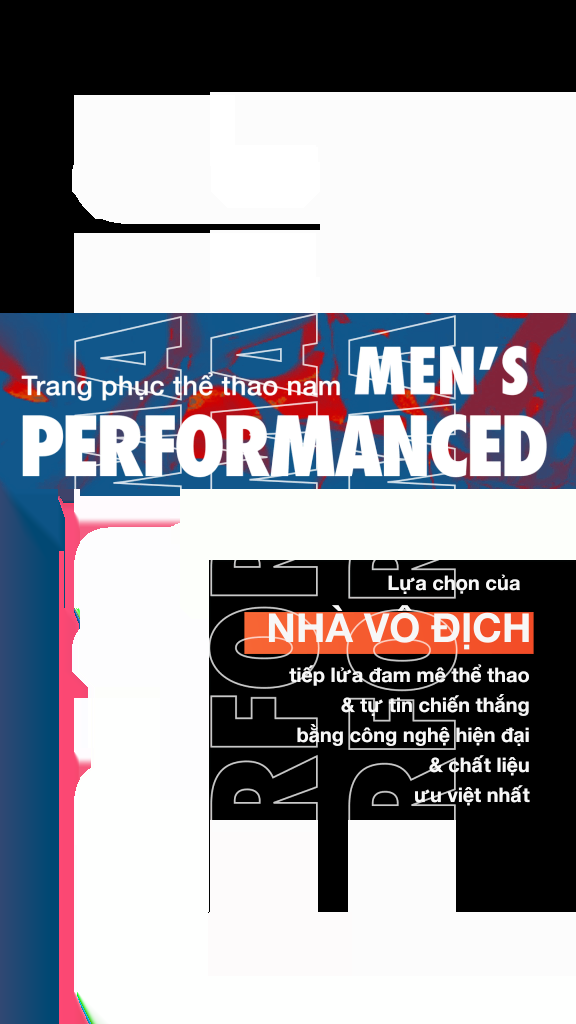 Trang phục thể thao nam MEN'S
PERFORMANCED
Lựa chọn của
NHÀ VÔ ĐỊCH
tiếp lửa đam mê thể thao
& tự tin chiến thắng
bằng công nghệ hiện đại
& chất liệu
ưu việt nhất